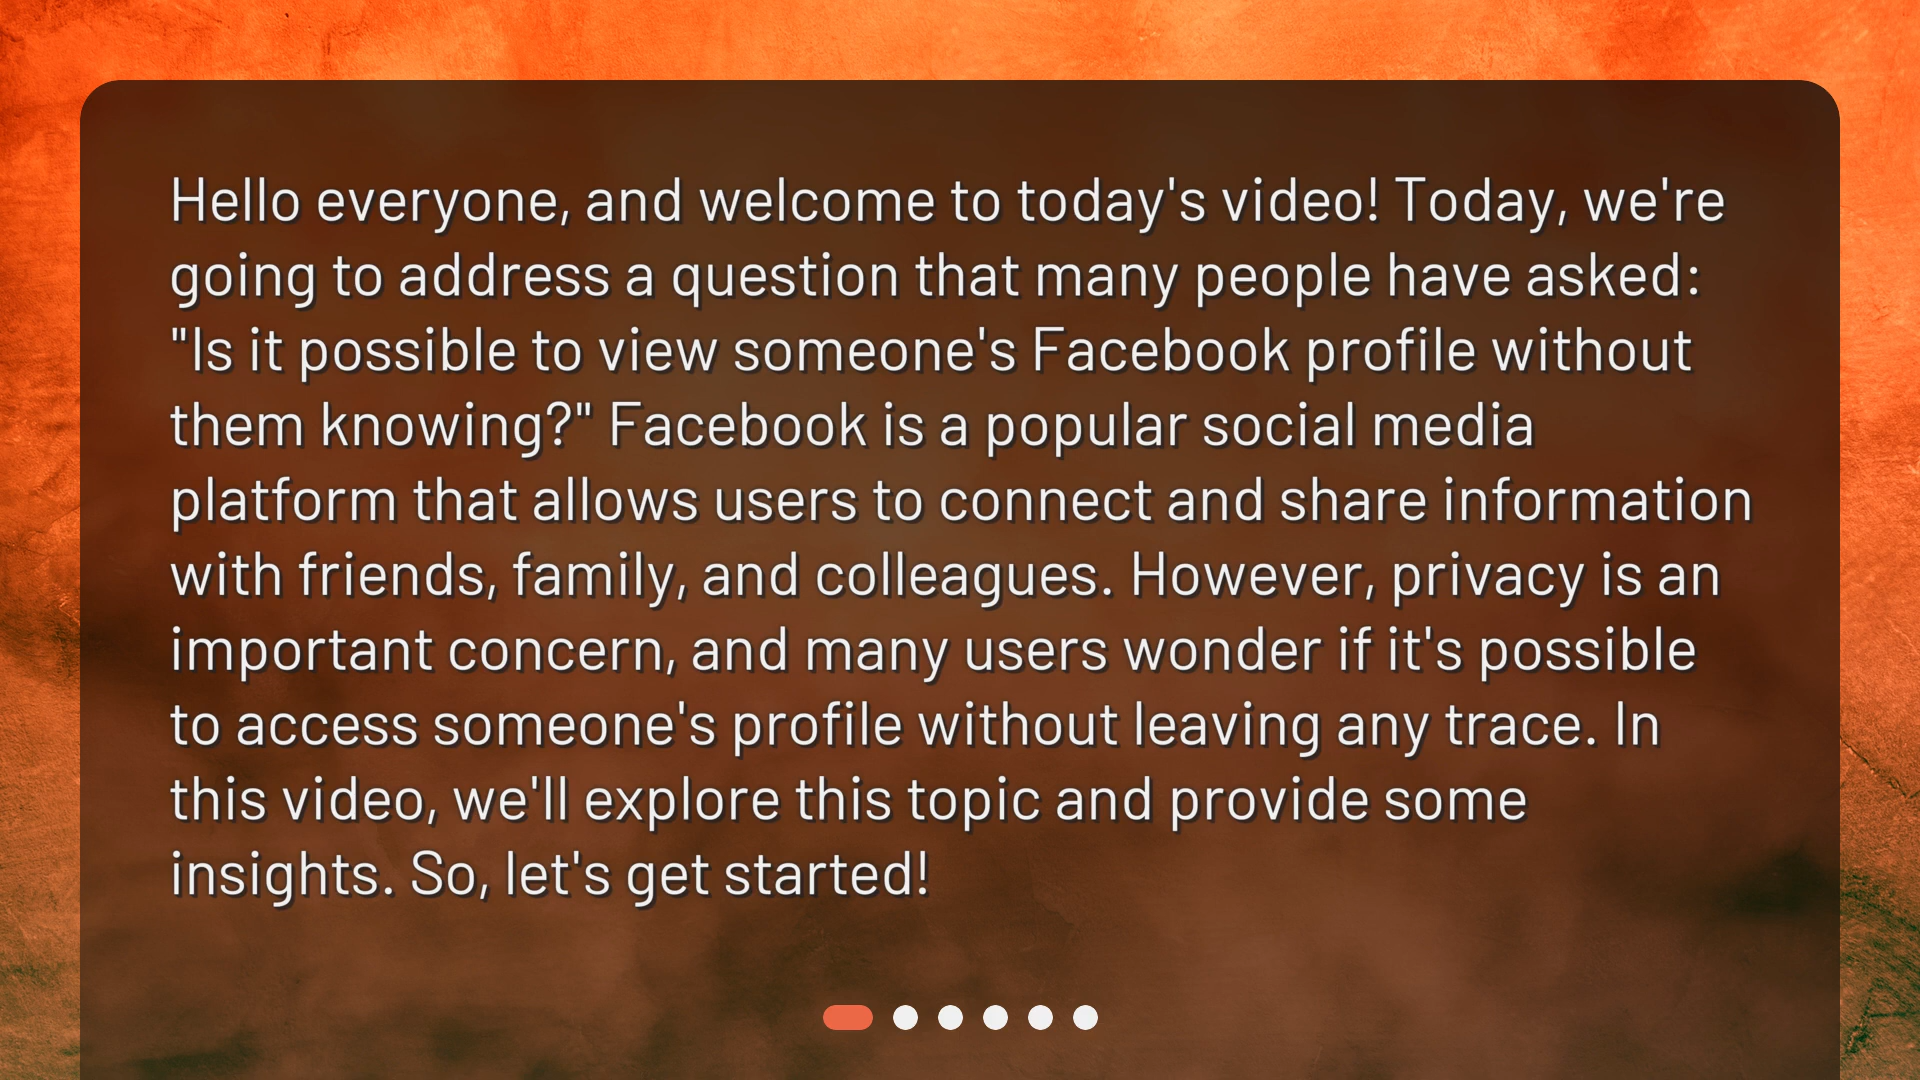 Hello everyone, and welcome to today's video! Today, we're
going to address a question that many people have asked:
"Is it possible to view someone's Facebook profile without
them knowing?" Facebook is a popular social media
platform that allows users to connect and share information
with friends, family, and colleagues. However, privacy is an
important concern, and many users wonder if it's possible
to access someone's profile without leaving any trace. In
this video, we'll explore this topic and provide some
insights. So, let's get started!